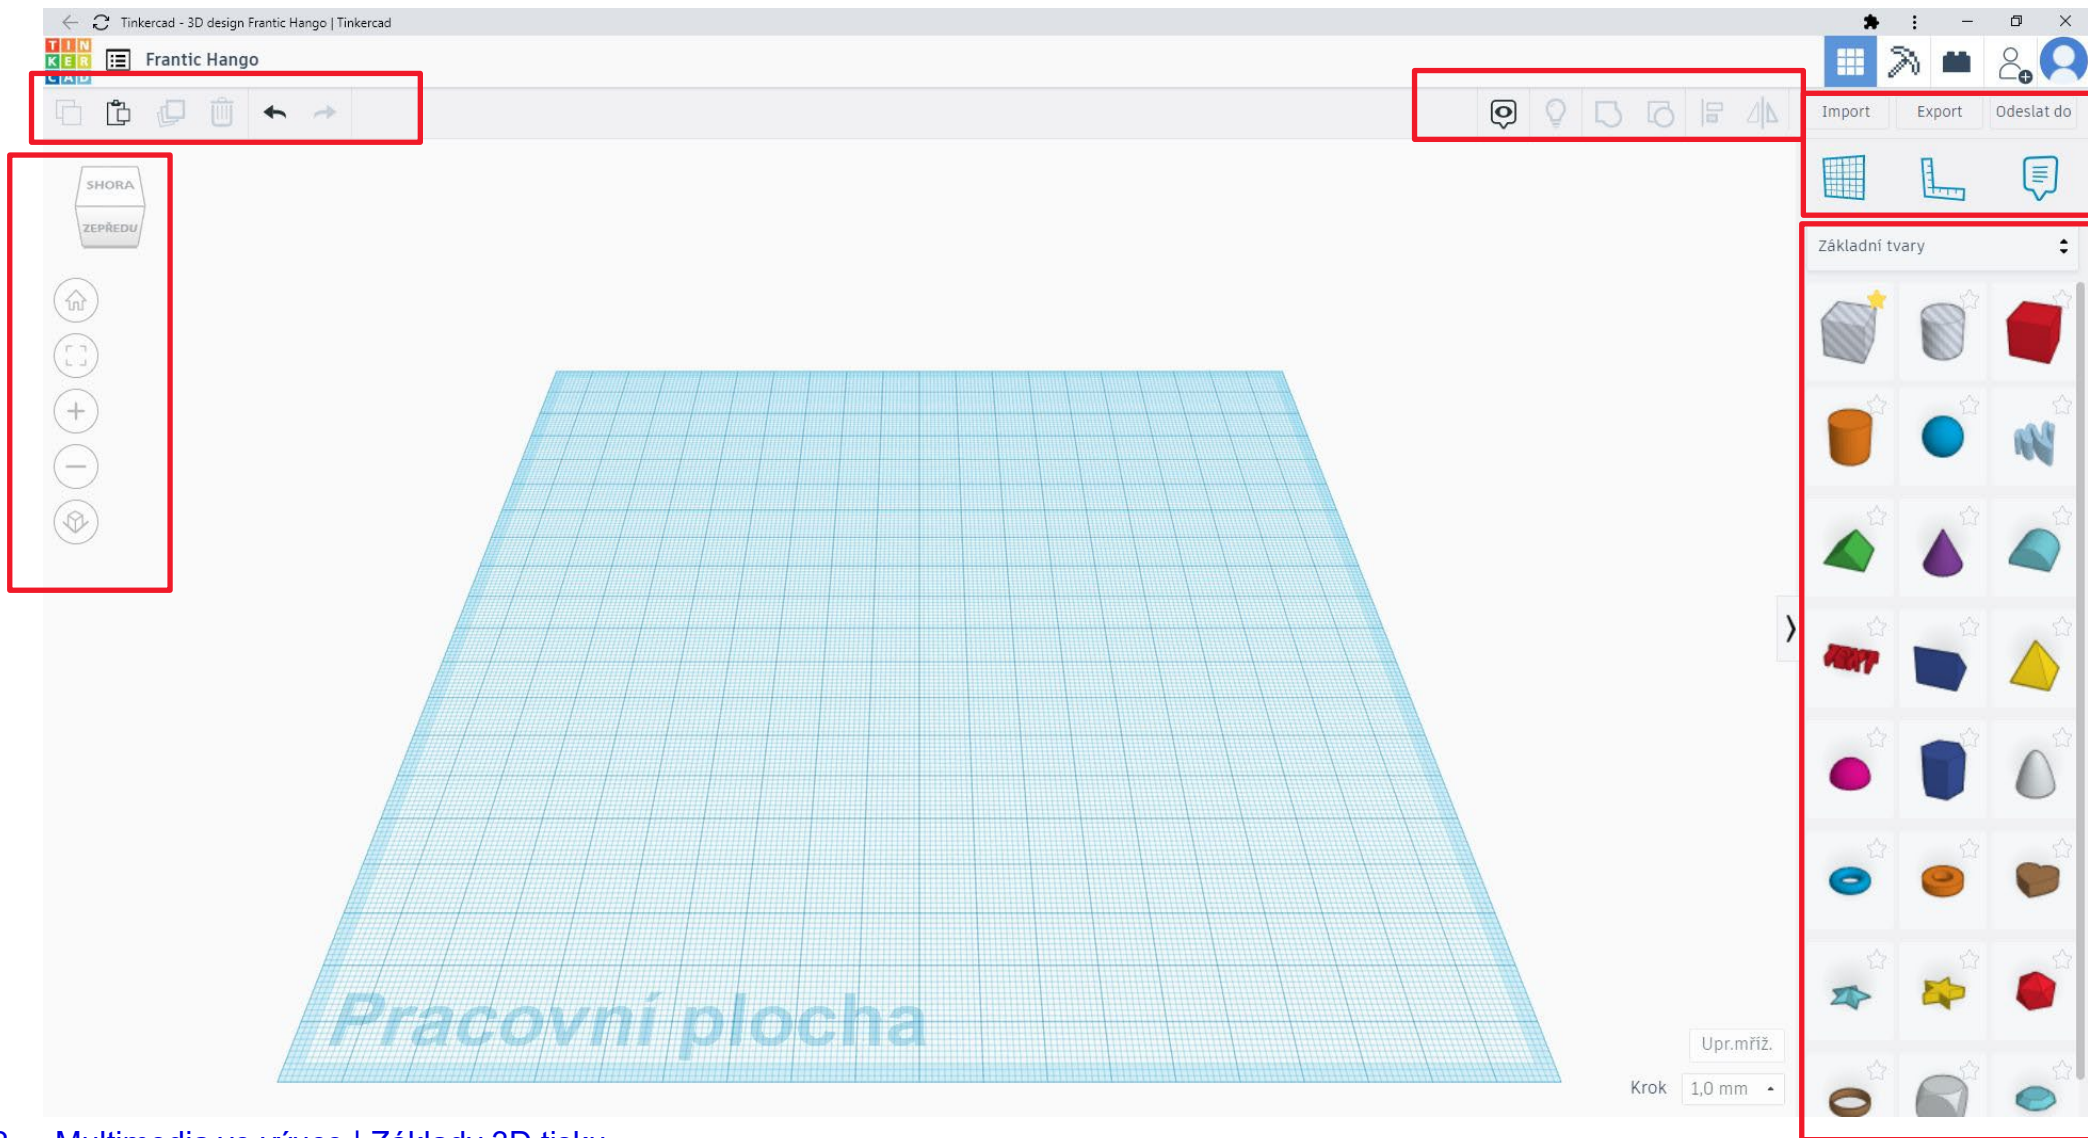 Tinkercad - 3D design Frantic Hango | Tinkercad
TIN
KER
CAD
Frantic Hango
Import
Export
Odeslat do
SHORA
ZEPŘEDU
Základní tvary
TEXT
Pracovní plocha
Upr.mříž.
Krok
1,0 mm